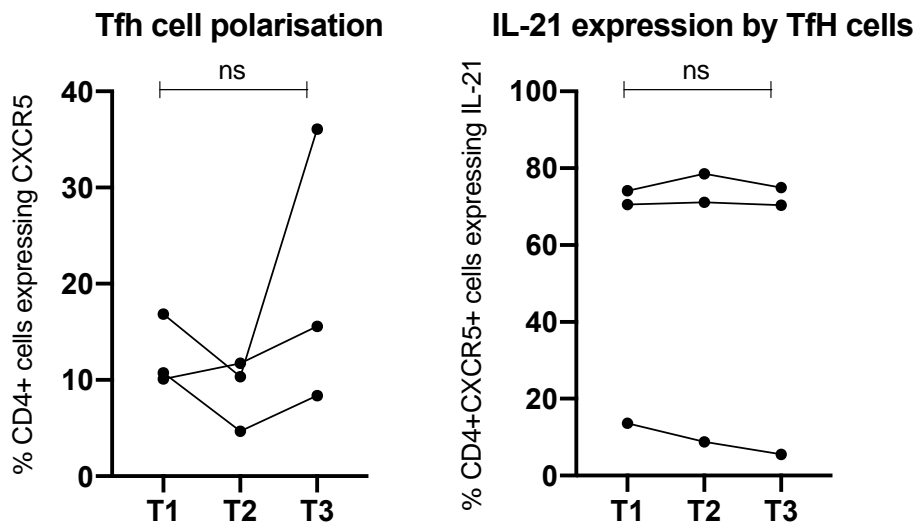 Tfh cell polarisation
ns
% CD4+ cells expressing CXCR5
40
30
20
10
0
T1 T2 T3
IL-21 expression by TfH cells
ns
% CD4+CXCR5+ cells expressing IL-21
100
80
60
40
20
0
T1 T2 T3